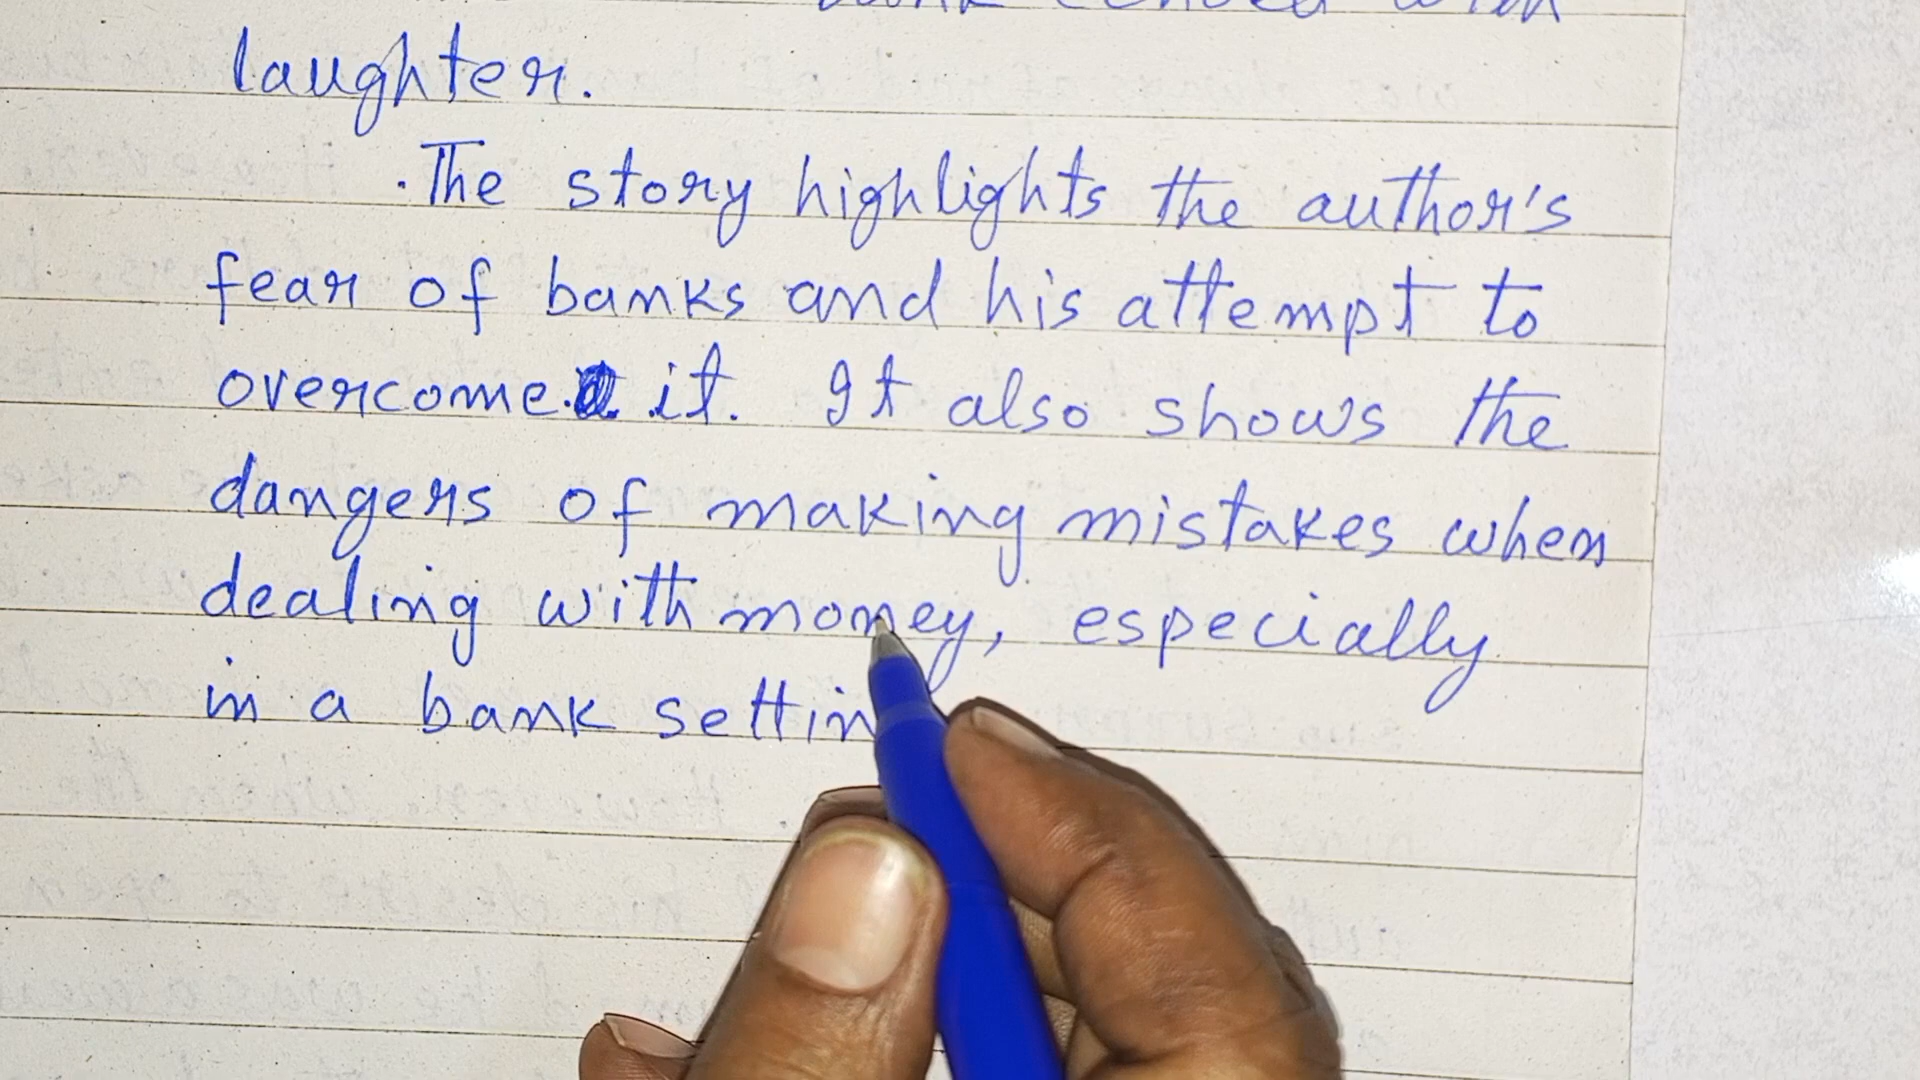 laughter.
The story highlights the author's
fear of banks and his attempt to
overcome it. It also shows the
dangers of making mistakes when
dealing with money, especially
in a bank settin